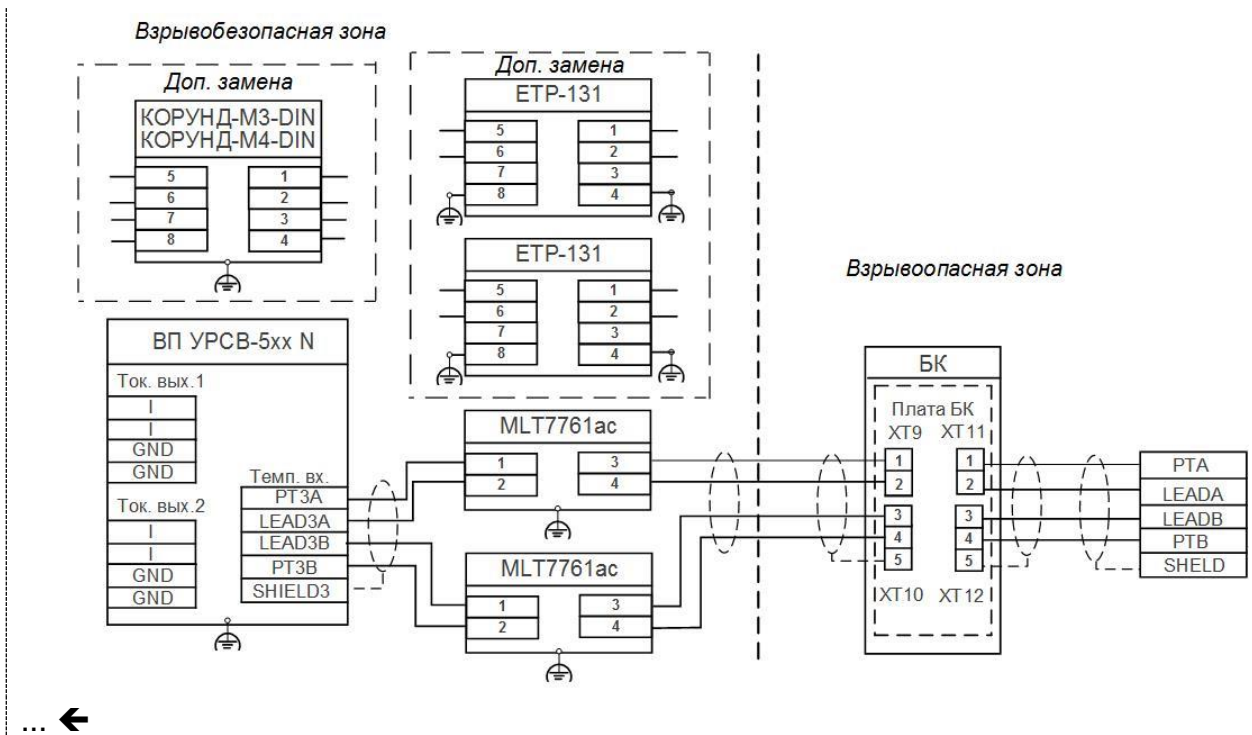 Взрывобезопасная зона
Доп. замена
КОРУНД-М3-DIN
КОРУНД-М4-DIN
5 1
6 2
7 3
8 4
Доп. замена
ЕТР-131
5 1
6 2
7 3
8 4
ЕТР-131
5 1
6 2
7 3
8 4
Взрывоопасная зона
ВП УРСВ-5хх N
Ток. вых.1
I
I
GND
GND
Ток. вых.2
I
I
GND
GND
Темп. вх.
PT3A
LEAD3A
LEAD3B
PT3B
SHIELD3
MLT7761ac
1 3
2 4
MLT7761ac
1 3
2 4
БК
Плата БК
XT9 XT11
1 1
2 2
3 3
4 4
5 5
XT10 XT12
PTA
LEADA
LEADB
PTB
SHELD
... 🡸